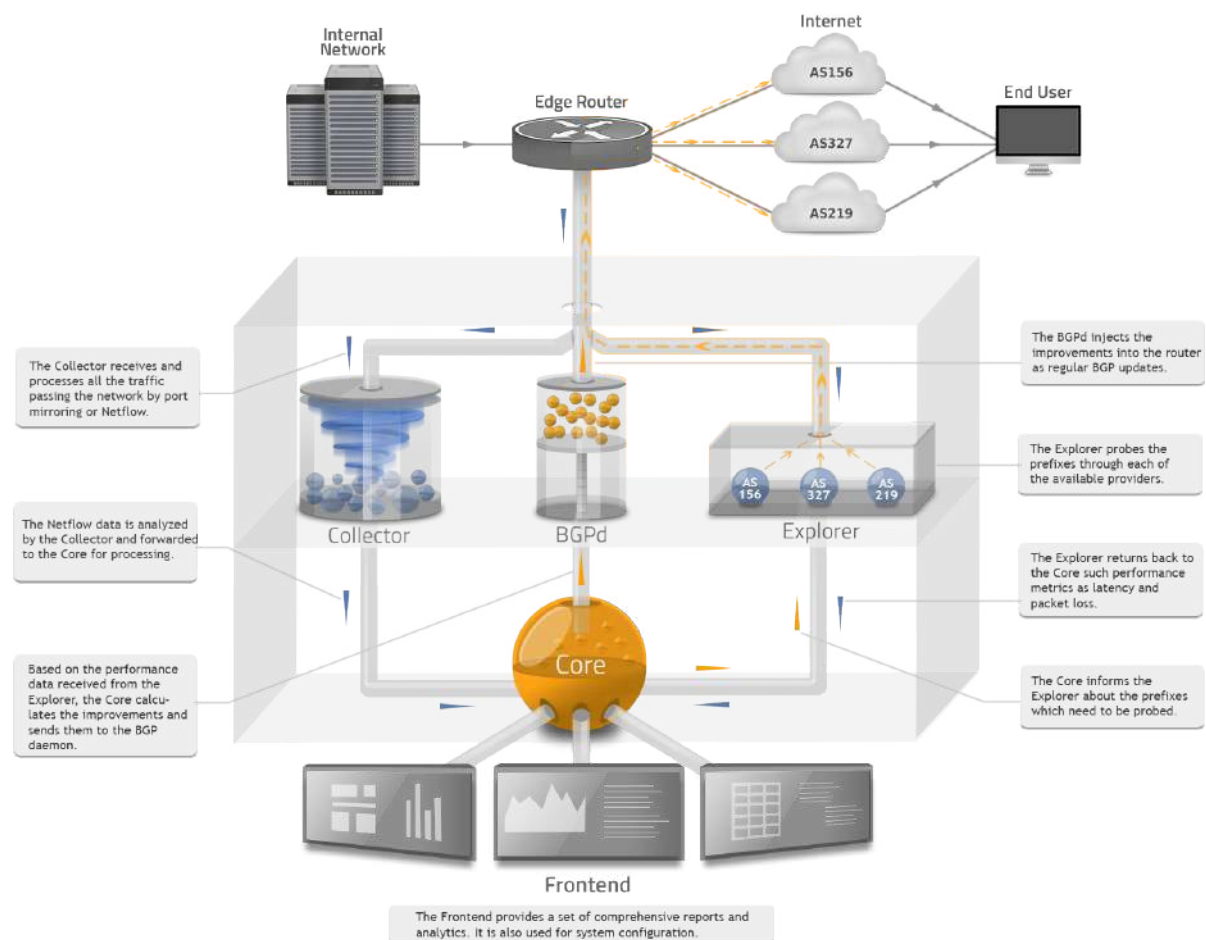 Internal
Network
Internet
AS156
Edge Router
End User
AS327
AS219
The Collector receives and
processes all the traffic
passing the network by port
mirroring or Netflow.
The BGPd injects the
improvements into the router
as regular BGP updates.
The Explorer probes the
prefixes through each of
the available providers.
AS
156
AS
327
AS
219
Collector
BGPd
Explorer
The Netflow data is analyzed
by the Collector and forwarded
to the Core for processing.
The Explorer returns back to
the Core such performance
metrics as latency and
packet loss.
Core
Based on the performance
data received from the
Explorer, the Core calcu-
lates the improvements and
sends them to the BGP
daemon.
The Core informs the
Explorer about the prefixes
which need to be probed.
Frontend
The Frontend provides a set of comprehensive reports and
analytics. It is also used for system configuration.